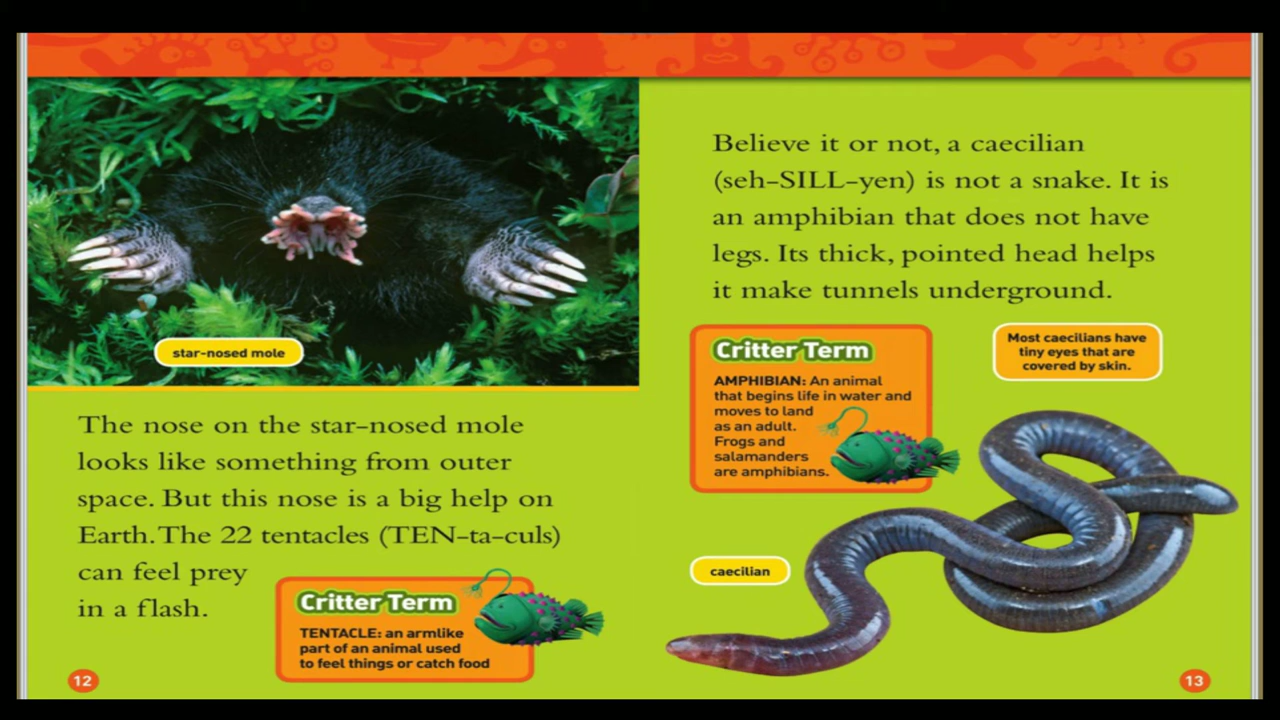 star-nosed mole
The nose on the star-nosed mole
looks like something from outer
space. But this nose is a big help on
Earth. The 22 tentacles (TEN-ta-culs)
can feel prey
in a flash.
Critter Term
TENTACLE: an armlike
part of an animal used
to feel things or catch food
12
Believe it or not, a caecilian
(seh-SILL-yen) is not a snake. It is
an amphibian that does not have
legs. Its thick, pointed head helps
it make tunnels underground.
Critter Term
AMPHIBIAN: An animal
that begins life in water and
moves to land
as an adult.
Frogs and
salamanders
are amphibians.
Most caecilians have
tiny eyes that are
covered by skin.
caecilian
13